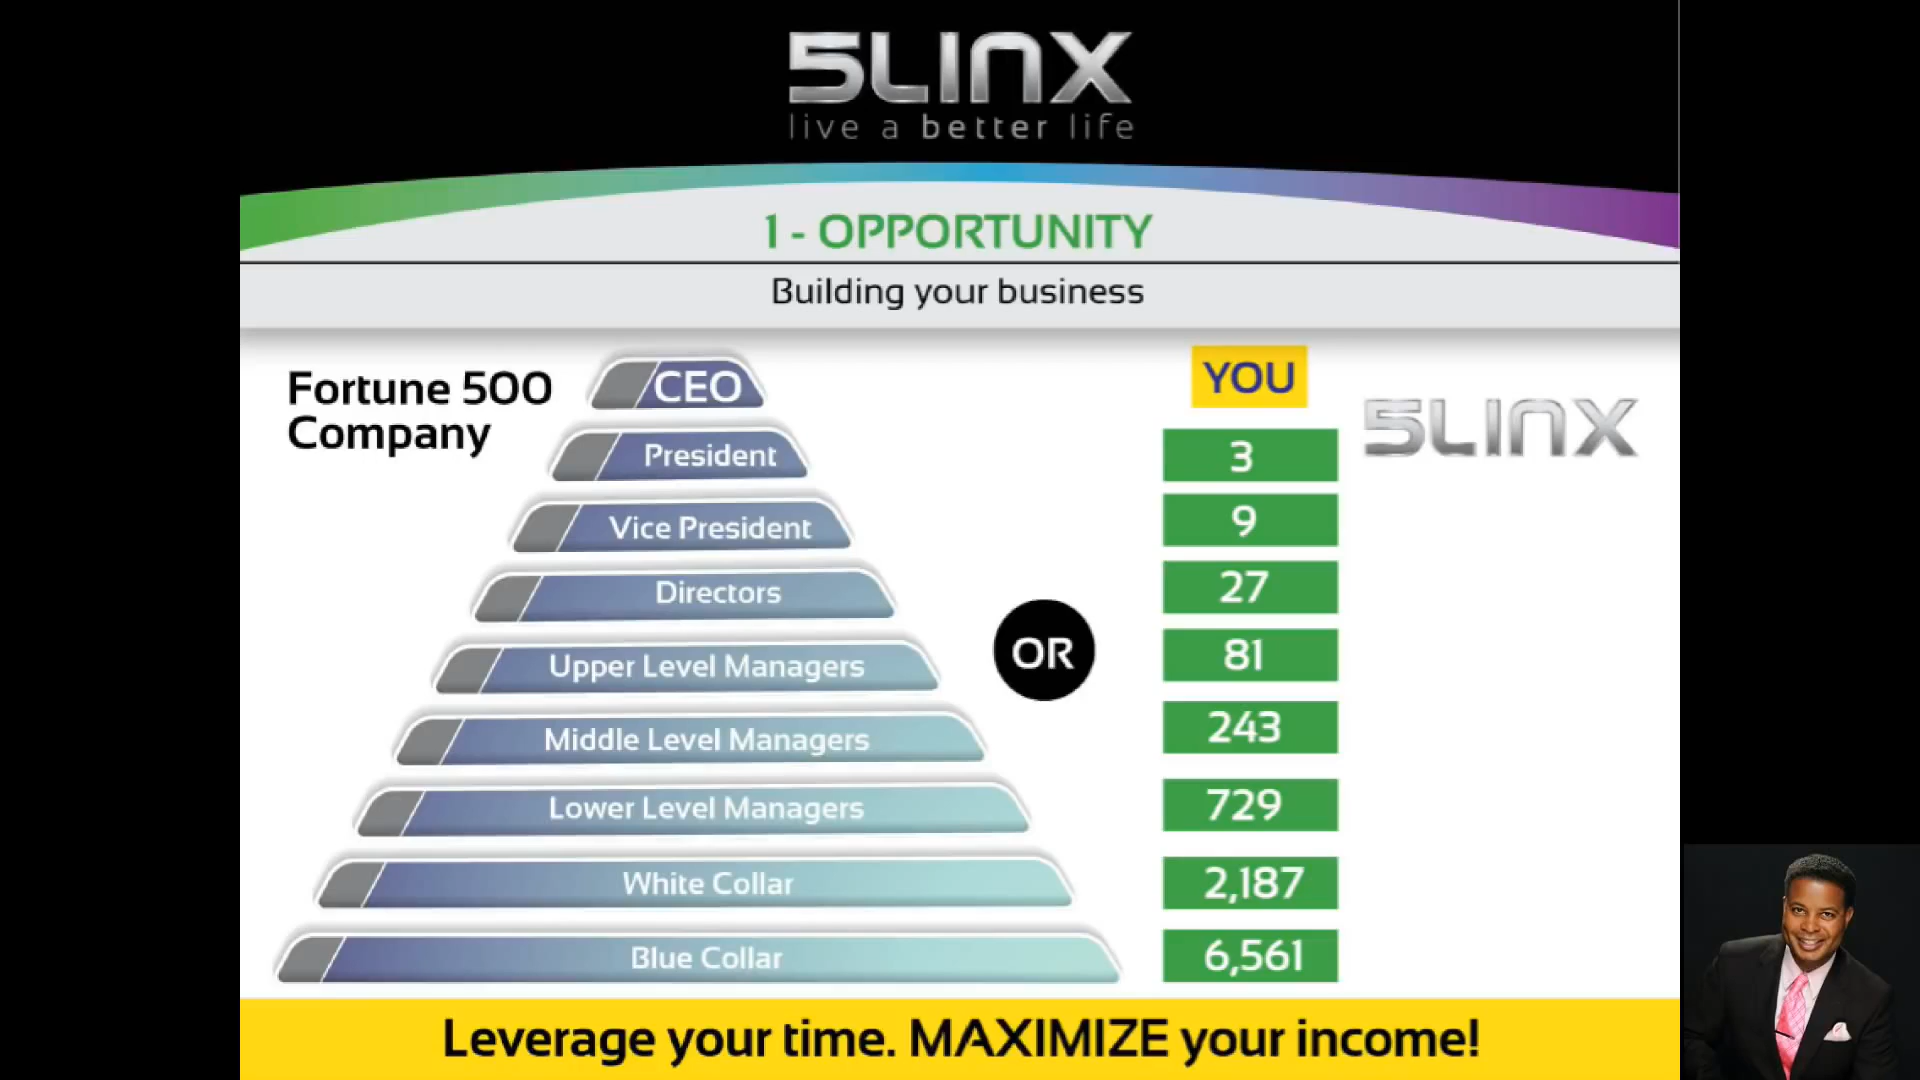 5LINX
live a better life
1 - OPPORTUNITY
Building your business
Fortune 500
Company
CEO
President
Vice President
Directors
Upper Level Managers
Middle Level Managers
Lower Level Managers
White Collar
Blue Collar
OR
YOU
5LINX
3
9
27
81
243
729
2,187
6,561
Leverage your time. MAXIMIZE your income!